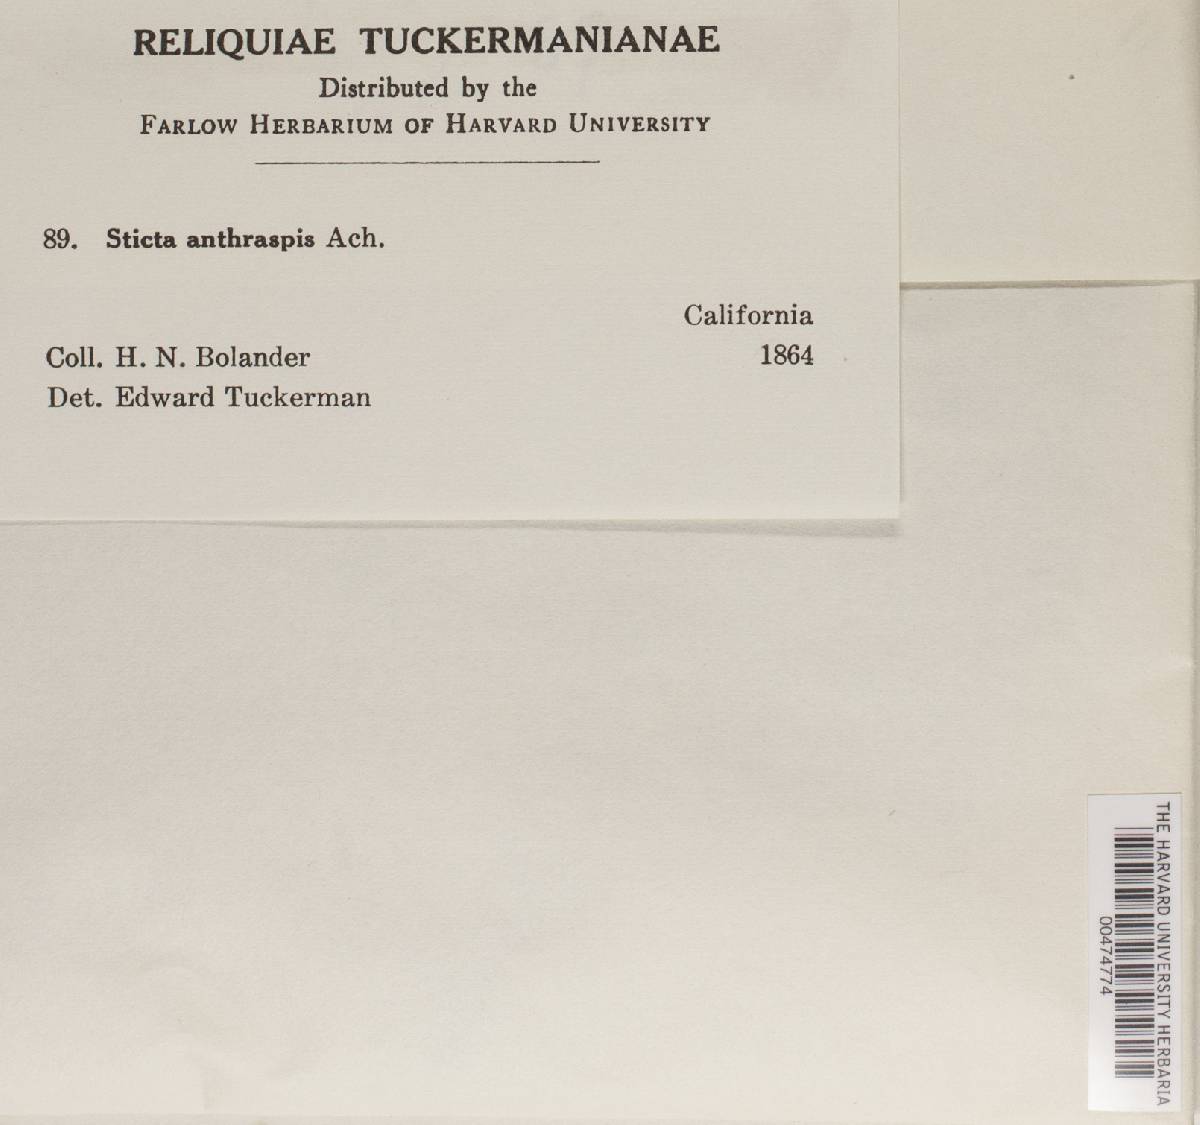 RELIQUIAE TUCKERMANIANAE
Distributed by the
FARLOW HERBARIUM OF HARVARD UNIVERSITY
89. Sticta anthraspis Ach.
California
Coll. H. N. Bolander 1864
Det. Edward Tuckerman
THE HARVARD UNIVERSITY HERBARIA
00474774